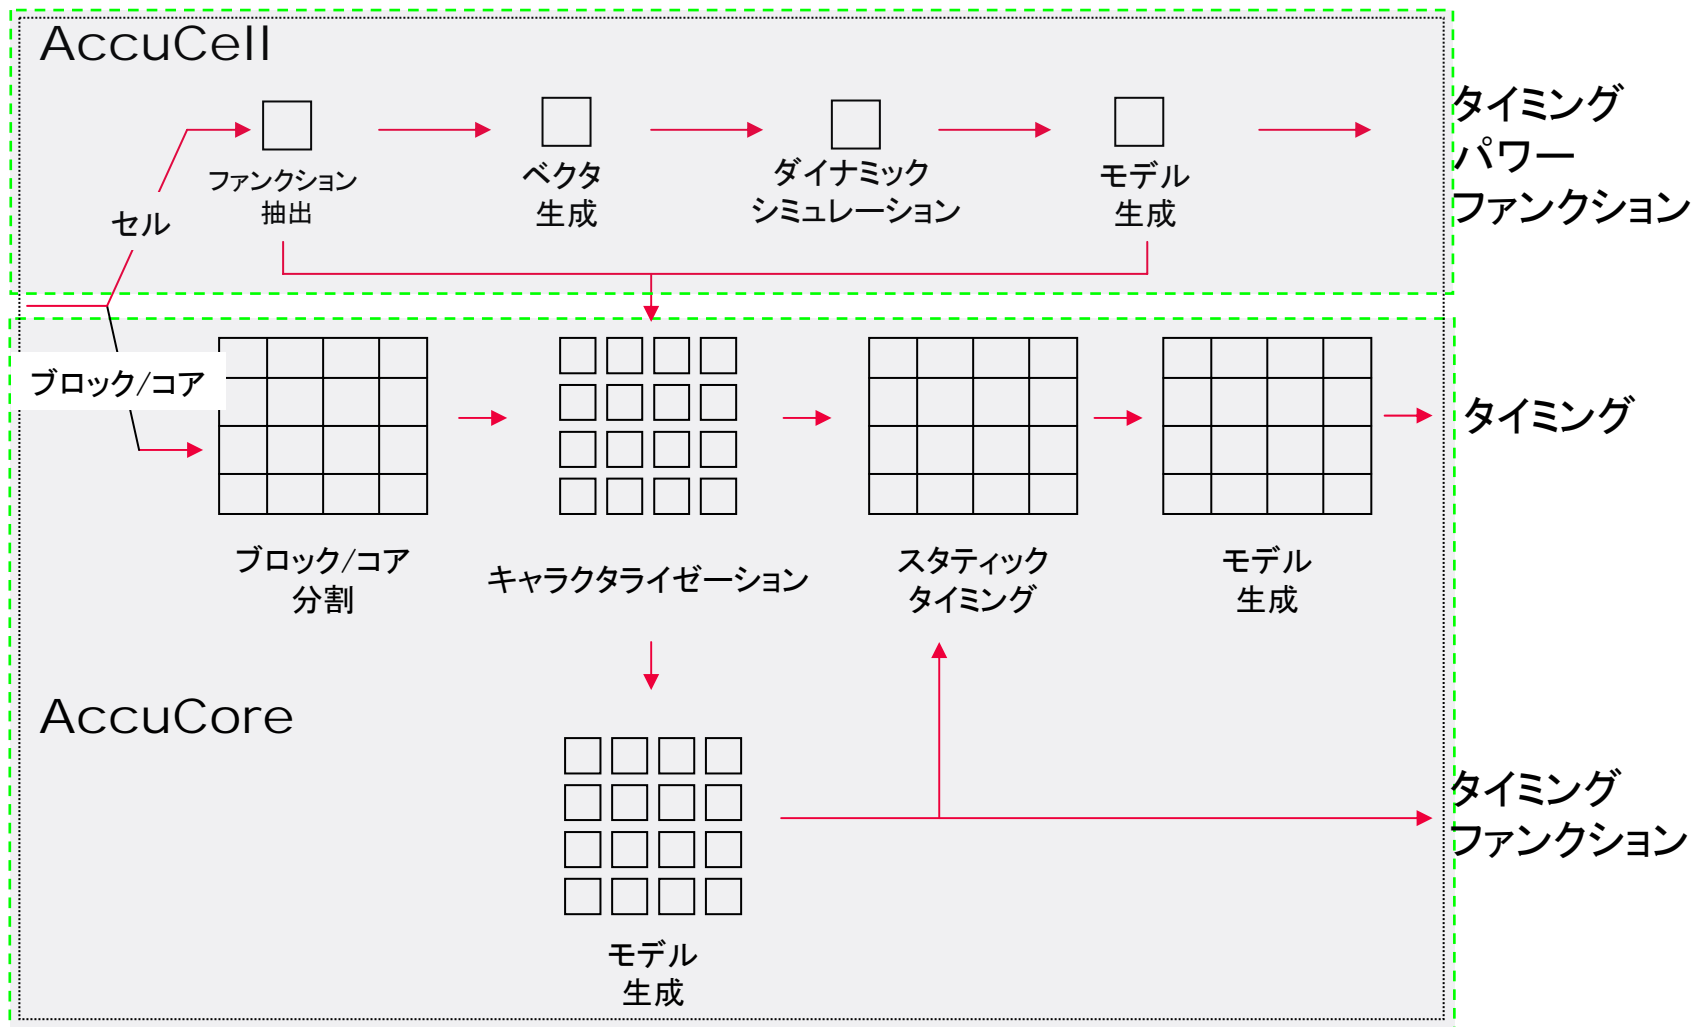 AccuCell
タイミング
パワー
ファンクション
ファンクション
抽出
ベクタ
生成
ダイナミック
シミュレーション
モデル
生成
セル
ブロック/コア
タイミング
ブロック/コア
分割
キャラクタライゼーション
スタティック
タイミング
モデル
生成
AccuCore
タイミング
ファンクション
モデル
生成